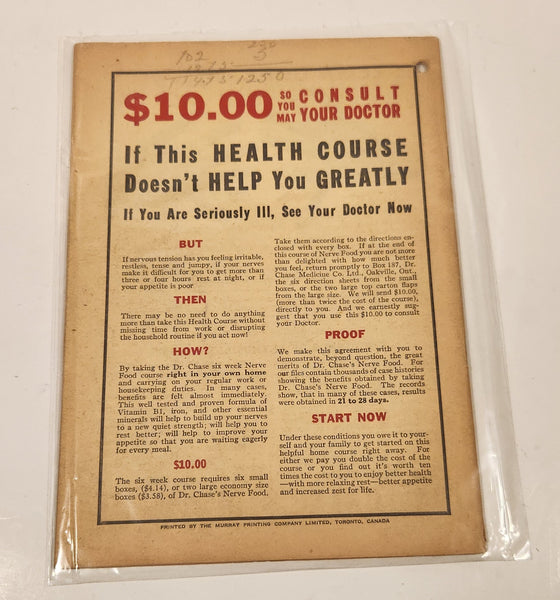 102
$10.00 SO YOU MAY CONSULT YOUR DOCTOR
If This HEALTH COURSE
Doesn't HELP You GREATLY
If You Are Seriously Ill, See Your Doctor Now
BUT
If nervous tension has you feeling irritable,
restless, tense and jumpy, if your nerves
make it difficult for you to get more than
three or four hours rest at night, or if
your appetite is poor
THEN
There may be no need to do anything
more than take this Health Course without
missing time from work or disrupting
the household routine if you act now!
HOW?
By taking the Dr. Chase six week Nerve
Food course right in your own home
and carrying on your regular work or
housekeeping duties. In many cases,
benefits are felt almost immediately.
This well tested and proven formula of
Vitamin B1, iron, and other essential
minerals will help to build up your nerves
to a new quiet strength; will help you to
rest better; will help to improve your
appetite so that you are waiting eagerly
for every meal.
$10.00
The six week course requires six small
boxes, ($4.14), or two large economy size
boxes ($3.58), of Dr. Chase's Nerve Food.
Take them according to the directions en-
closed with every box. If at the end of
this course of Nerve Food you are not more
than delighted with how much better
you feel, return promptly to Box 187, Dr.
Chase Medicine Co. Ltd., Oakville, Ont.,
the six direction sheets from the small
boxes, or the two large top carton flaps
from the large size. We will send $10.00,
(more than twice the cost of the course),
directly to you. And we earnestly sug-
gest that you use this $10.00 to consult
your Doctor.
PROOF
We make this agreement with you to
demonstrate, beyond question, the great
merits of Dr. Chase's Nerve Food. For
our files contain thousands of case histories
showing the benefits obtained by taking
Dr. Chase's Nerve Food. The records
show, that in many of these cases, results
were obtained in 21 to 28 days.
START NOW
Under these conditions you owe it to your-
self and your family to get started on this
helpful home course right away. For
either we pay you double the cost of the
course or you find out it's worth ten
times the cost to you to enjoy better health
—with more relaxing rest—better appetite
and increased zest for life.
PRINTED BY THE MURRAY PRINTING COMPANY LIMITED, TORONTO, CANADA